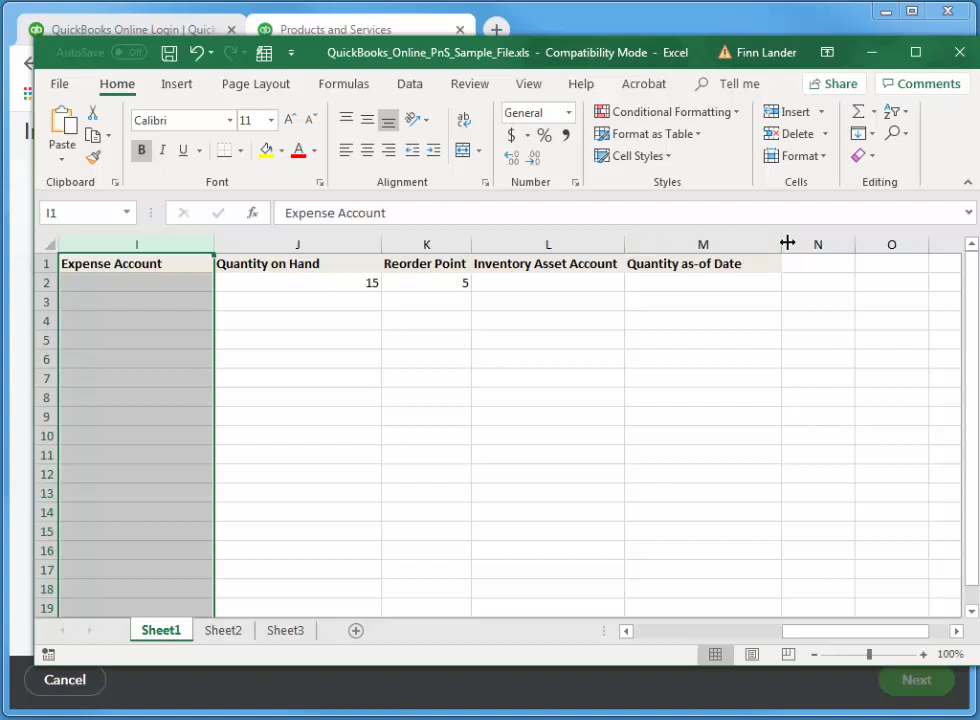 QuickBooks Online Login | Quick
Products and Services
AutoSave Off
QuickBooks_Online_PnS_Sample_File.xls - Compatibility Mode - Excel
Finn Lander
File Home Insert Page Layout Formulas Data Review View Help Acrobat Tell me Share Comments
Paste
Calibri 11
B I U A
ab
General
$ % ,
Conditional Formatting
Format as Table
Cell Styles
Insert
Delete
Format
Clipboard Font Alignment Number Styles Cells Editing
I1 fx Expense Account
I J K L M N O
1 Expense Account Quantity on Hand Reorder Point Inventory Asset Account Quantity as-of Date
2 15 5
3
4
5
6
7
8
9
10
11
12
13
14
15
16
17
18
19
Sheet1 Sheet2 Sheet3
100%
Cancel Next